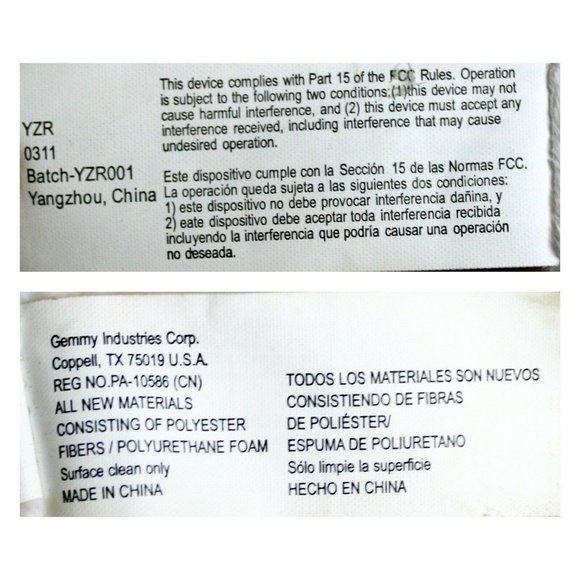 YZR
0311
Batch-YZR001
Yangzhou, China
This device complies with Part 15 of the FCC Rules. Operation
is subject to the following two conditions:(1)this device may not
cause harmful interference, and (2) this device must accept any
interference received, including interference that may cause
undesired operation.
Este dispositivo cumple con la Sección 15 de las Normas FCC.
La operación queda sujeta a las siguientes dos condiciones:
1) este dispositivo no debe provocar interferencia dañina, y
2) eate dispositivo debe aceptar toda interferencia recibida
incluyendo la interferencia que podría causar una operación
no deseada.
Gemmy Industries Corp.
Coppell, TX 75019 U.S.A.
REG NO.PA-10586 (CN)
ALL NEW MATERIALS
CONSISTING OF POLYESTER
FIBERS / POLYURETHANE FOAM
Surface clean only
MADE IN CHINA
TODOS LOS MATERIALES SON NUEVOS
CONSISTIENDO DE FIBRAS
DE POLIÉSTER/
ESPUMA DE POLIURETANO
Sólo limpie la superficie
HECHO EN CHINA